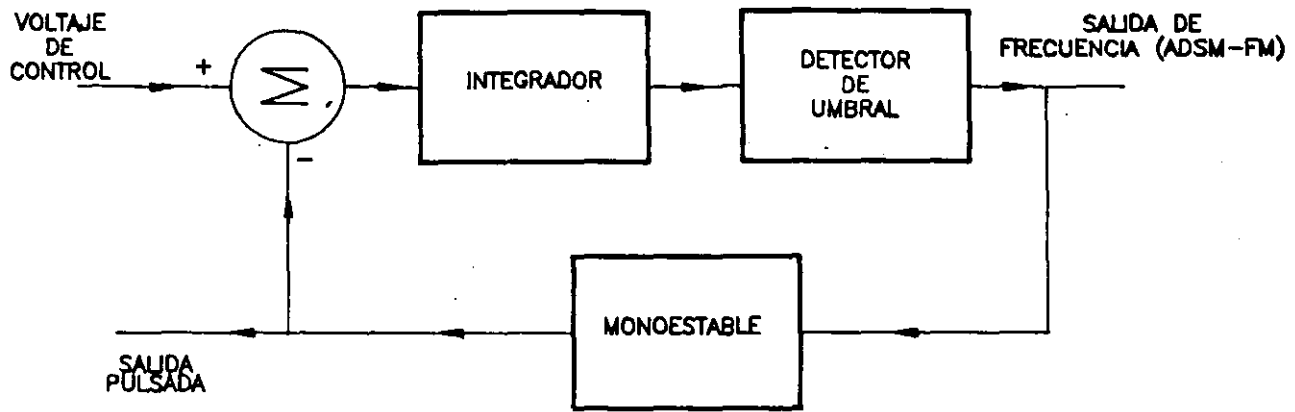 VOLTAJE
DE
CONTROL
+
Σ
-
INTEGRADOR
DETECTOR
DE
UMBRAL
SALIDA DE
FRECUENCIA (ADSM-FM)
MONOESTABLE
SALIDA
PULSADA